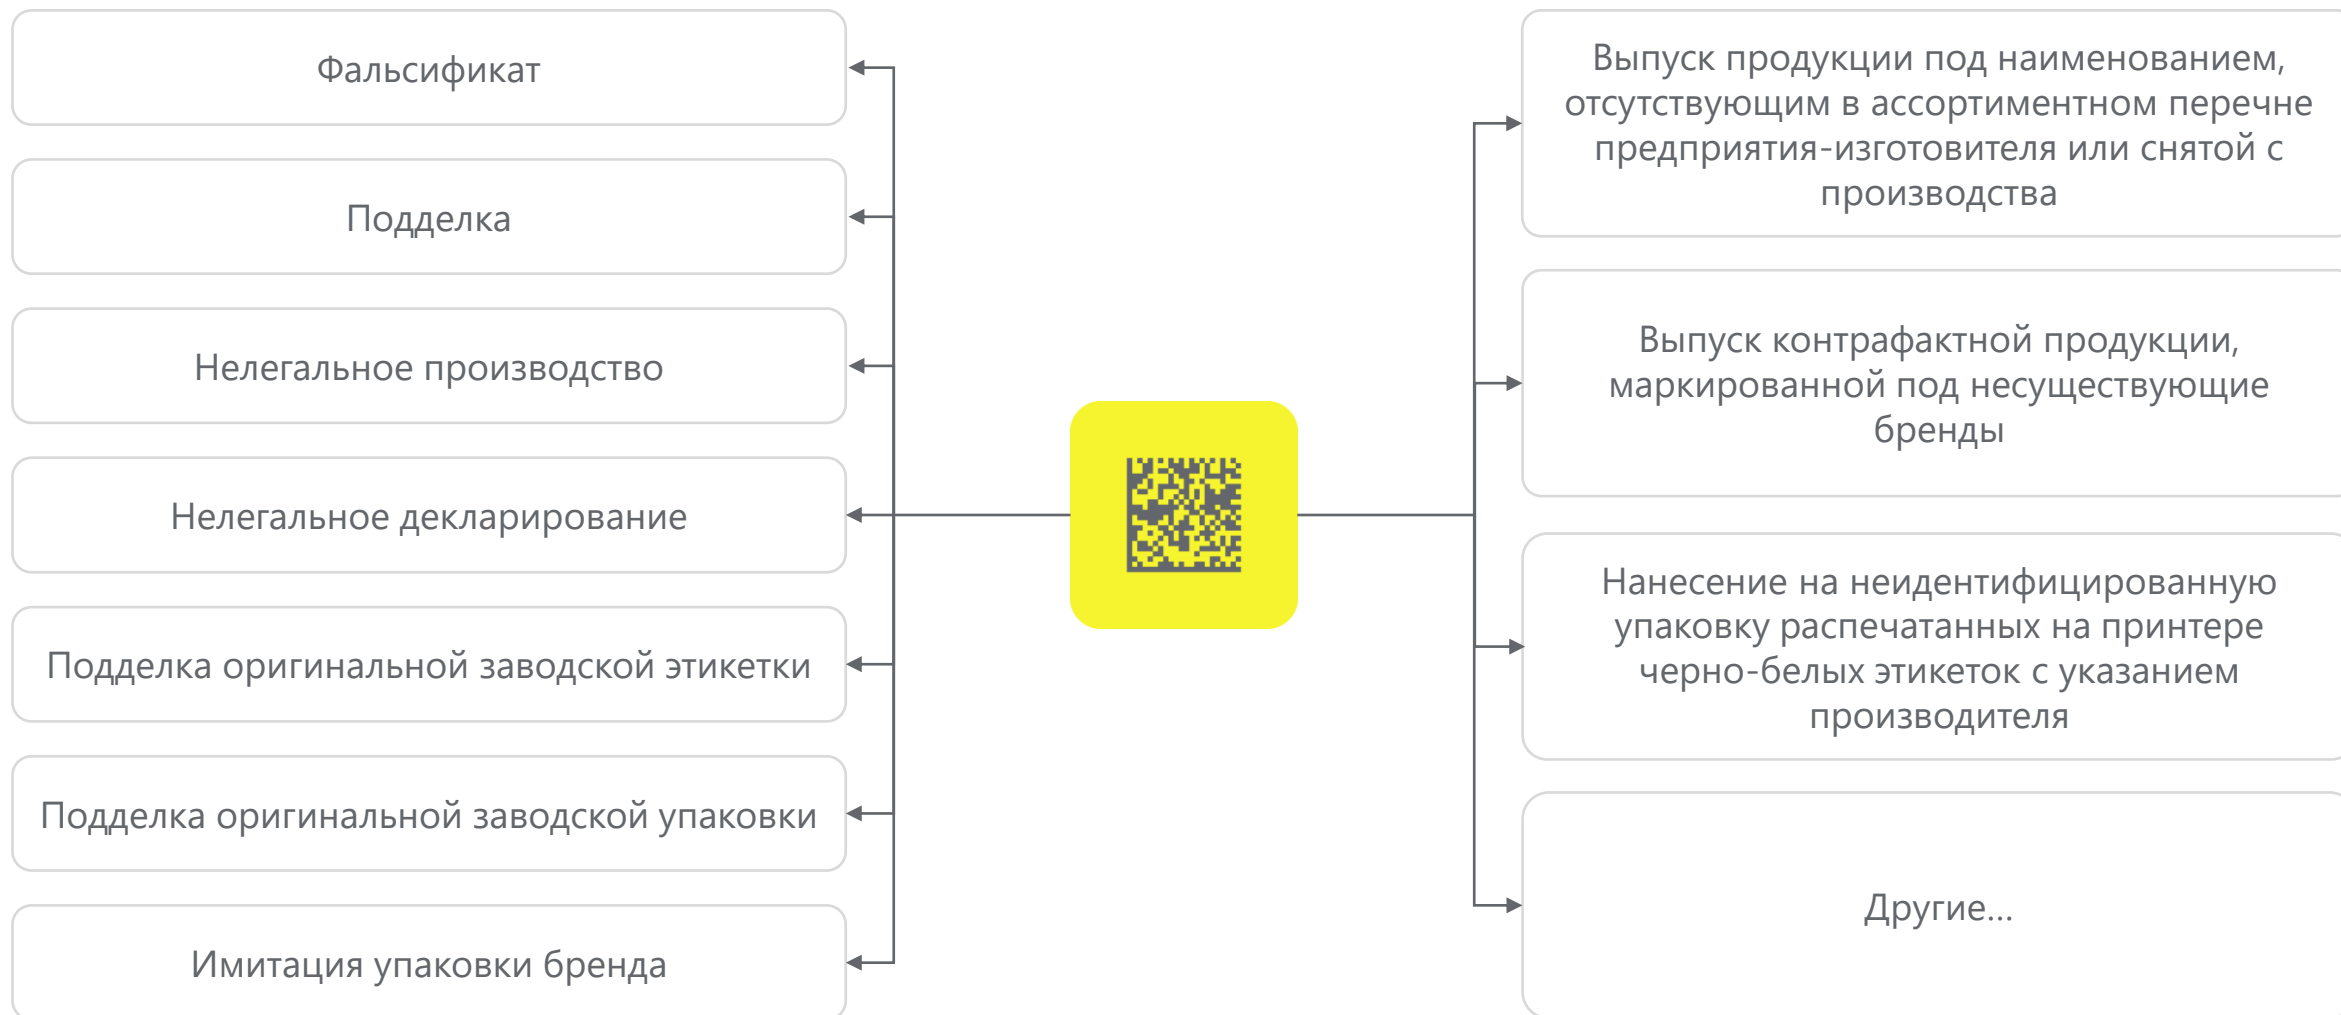 Фальсификат
Подделка
Нелегальное производство
Нелегальное декларирование
Подделка оригинальной заводской этикетки
Подделка оригинальной заводской упаковки
Имитация упаковки бренда
Выпуск продукции под наименованием,
отсутствующим в ассортиментном перечне
предприятия-изготовителя или снятой с
производства
Выпуск контрафактной продукции,
маркированной под несуществующие
бренды
Нанесение на неидентифицированную
упаковку распечатанных на принтере
черно-белых этикеток с указанием
производителя
Другие...